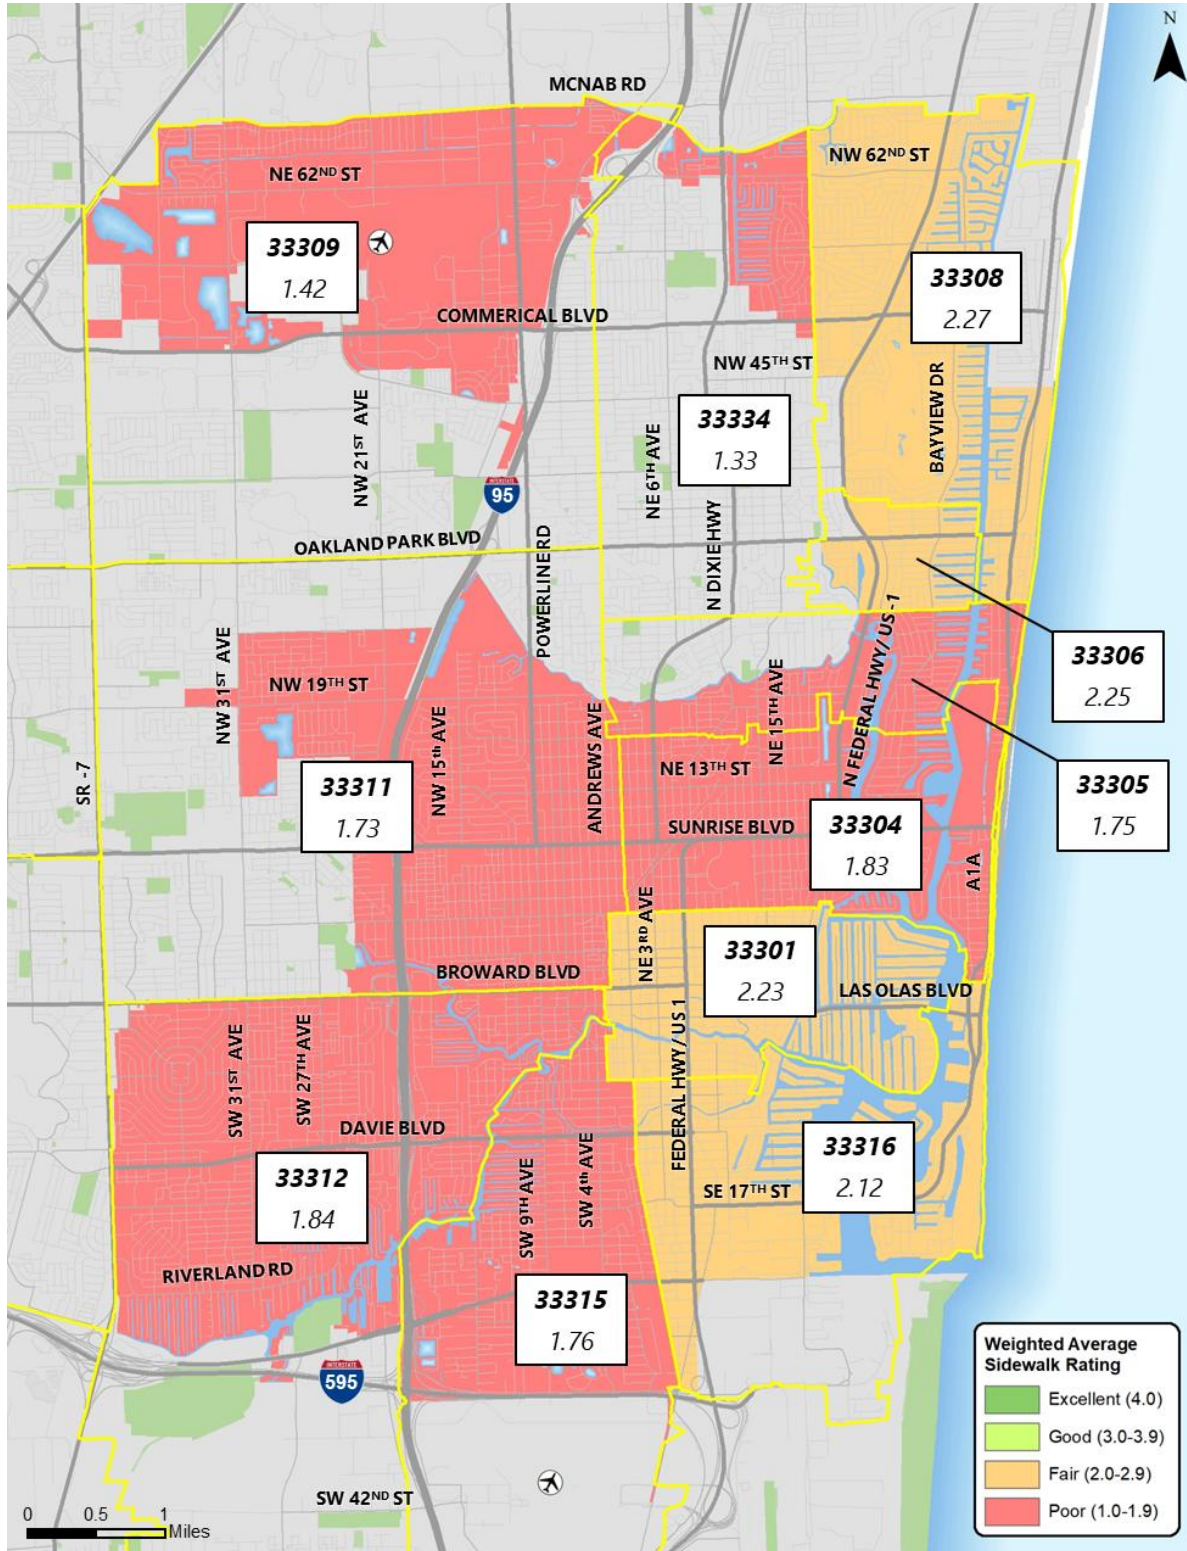 N
MCNAB RD
NE 62ND ST
NW 62ND ST
33309
1.42
33308
2.27
COMMERICAL BLVD
NW 45TH ST
BAYVIEW DR
NW 21ST AVE
33334
1.33
NE 6TH AVE
N DIXIE HWY
INTERSTATE
95
OAKLAND PARK BLVD
POWERLINE RD
N FEDERAL HWY/ US -1
33306
2.25
NW 31ST AVE
NW 19TH ST
NE 15TH AVE
NW 15th AVE
ANDREWS AVE
NE 13TH ST
33305
1.75
SR -7
33311
1.73
SUNRISE BLVD
33304
1.83
A1A
NE 3RD AVE
33301
2.23
BROWARD BLVD
LAS OLAS BLVD
SW 31ST AVE
SW 27TH AVE
FEDERAL HWY/ US 1
DAVIE BLVD
33312
1.84
SW 9TH AVE
SW 4th AVE
33316
2.12
SE 17TH ST
RIVERLAND RD
33315
1.76
INTERSTATE
595
SW 42ND ST
0 0.5 1
Miles
Weighted Average
Sidewalk Rating
Excellent (4.0)
Good (3.0-3.9)
Fair (2.0-2.9)
Poor (1.0-1.9)